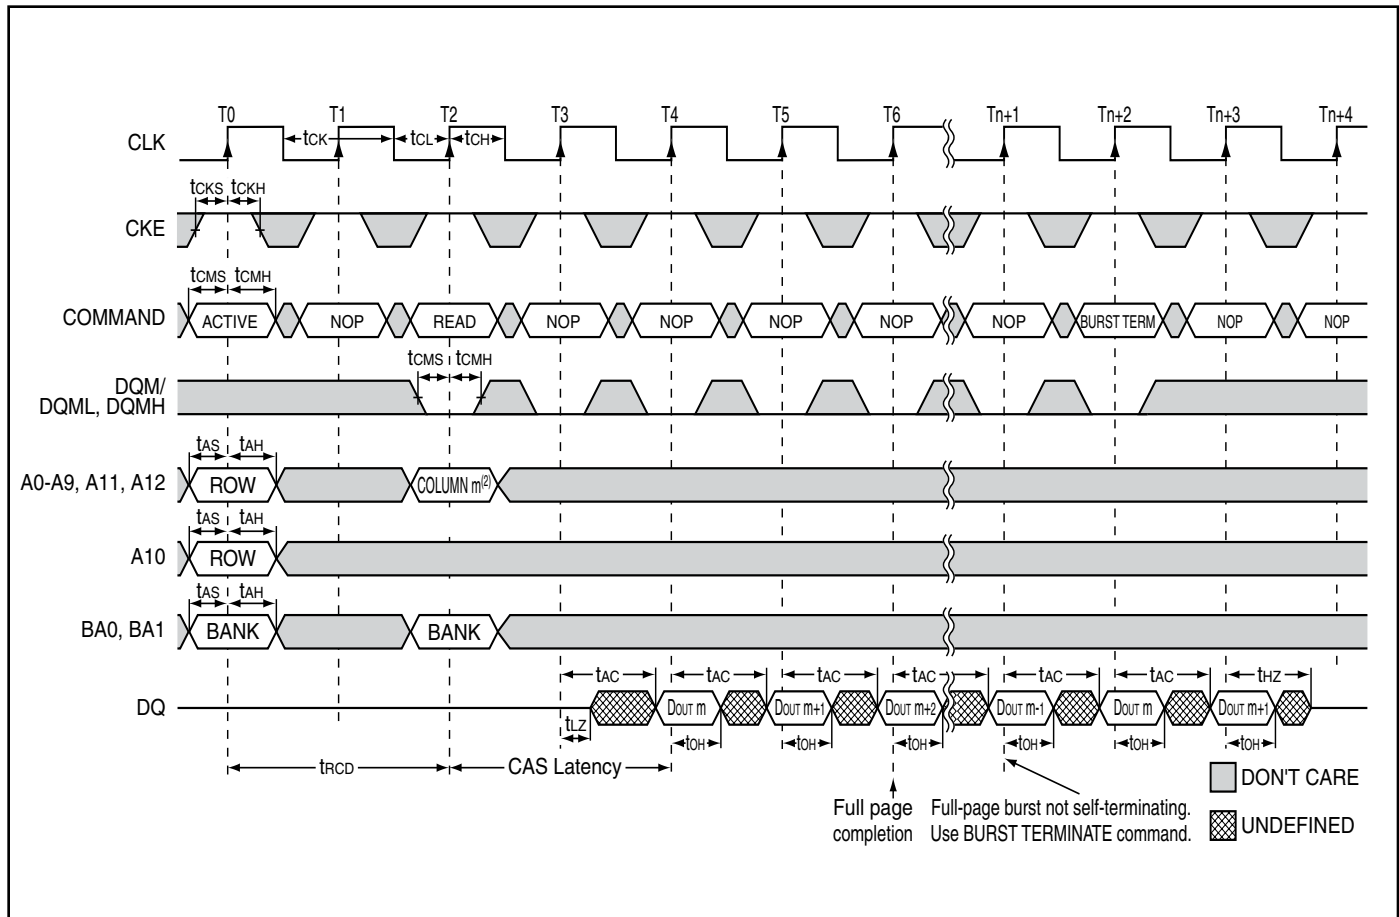 T0 T1 T2 T3 T4 T5 T6 Tn+1 Tn+2 Tn+3 Tn+4
CLK tCK tCL tCH
tCKS tCKH
CKE
tCMS tCMH
COMMAND ACTIVE NOP READ NOP NOP NOP NOP NOP BURST TERM NOP NOP
tCMS tCMH
DQM/
DQML, DQMH
tAS tAH
A0-A9, A11, A12 ROW COLUMN m(2)
tAS tAH
A10 ROW
tAS tAH
BA0, BA1 BANK BANK
tAC tAC tAC tAC tAC tAC tHZ
DQ DOUT m DOUT m+1 DOUT m+2 DOUT m-1 DOUT m DOUT m+1
tLZ tOH tOH tOH tOH tOH tOH
tRCD CAS Latency
DON'T CARE
UNDEFINED
Full page
completion
Full-page burst not self-terminating.
Use BURST TERMINATE command.